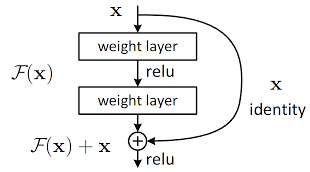 x
weight layer
relu
F(x)
weight layer
x
identity
F(x) + x
relu